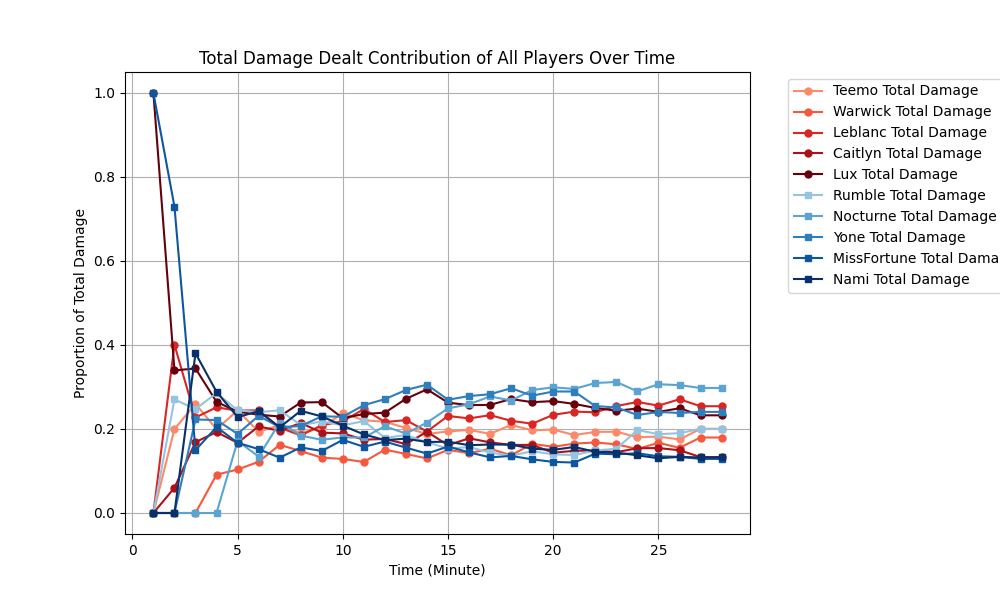 Total Damage Dealt Contribution of All Players Over Time
Proportion of Total Damage
1.0
0.8
0.6
0.4
0.2
0.0
0
5
10
15
20
25
Time (Minute)
Teemo Total Damage
Warwick Total Damage
Leblanc Total Damage
Caitlyn Total Damage
Lux Total Damage
Rumble Total Damage
Nocturne Total Damage
Yone Total Damage
MissFortune Total Dama
Nami Total Damage